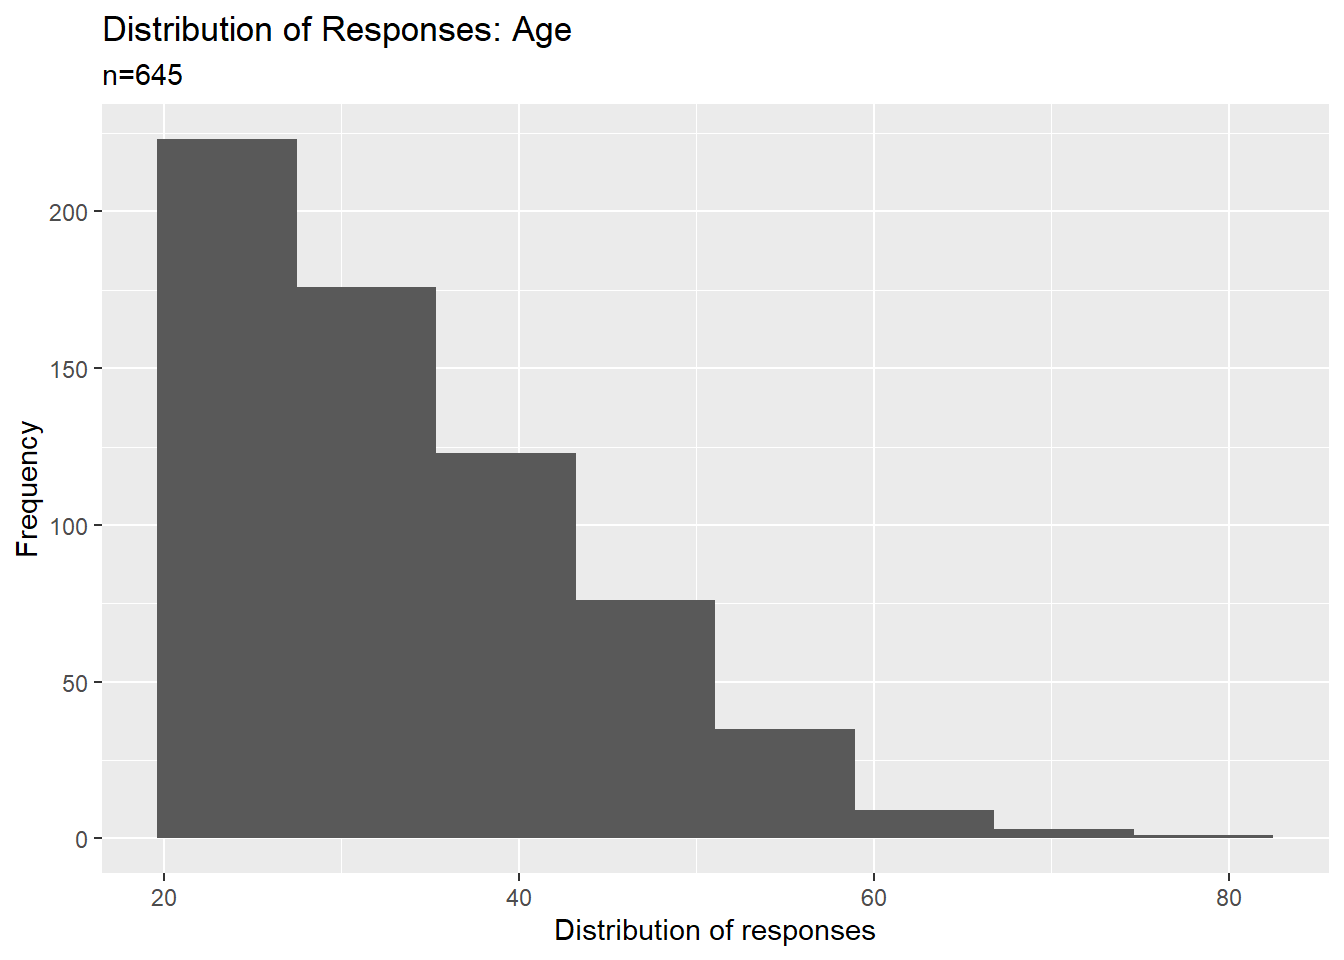 Distribution of Responses: Age
n=645
Frequency
200
150
100
50
0
20 40 60 80
Distribution of responses